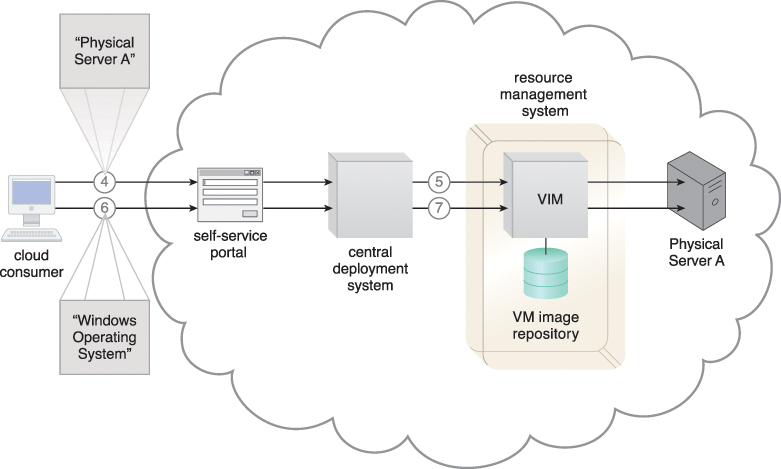 “Physical
Server A”
resource
management
system
4
5
6
7
VIM
cloud
consumer
self-service
portal
central
deployment
system
Physical
Server A
VM image
repository
“Windows
Operating
System”